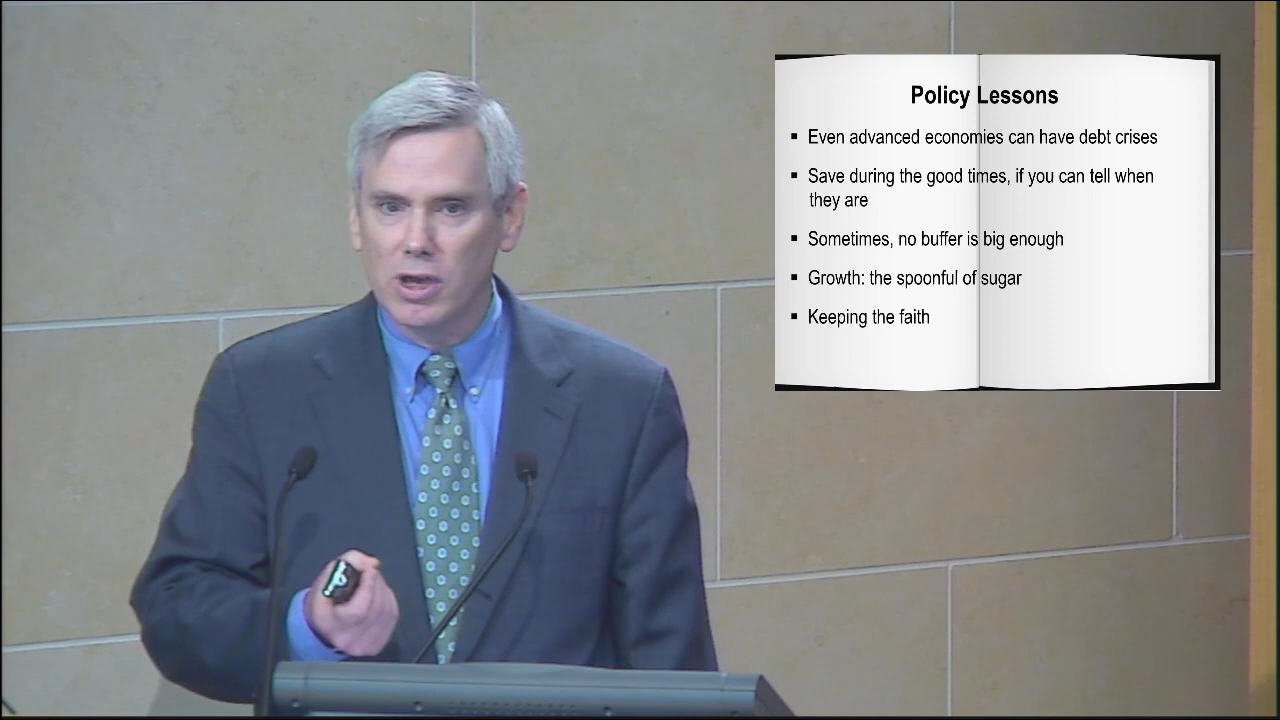 Policy Lessons
▪ Even advanced economies can have debt crises
▪ Save during the good times, if you can tell when
they are
▪ Sometimes, no buffer is big enough
▪ Growth: the spoonful of sugar
▪ Keeping the faith